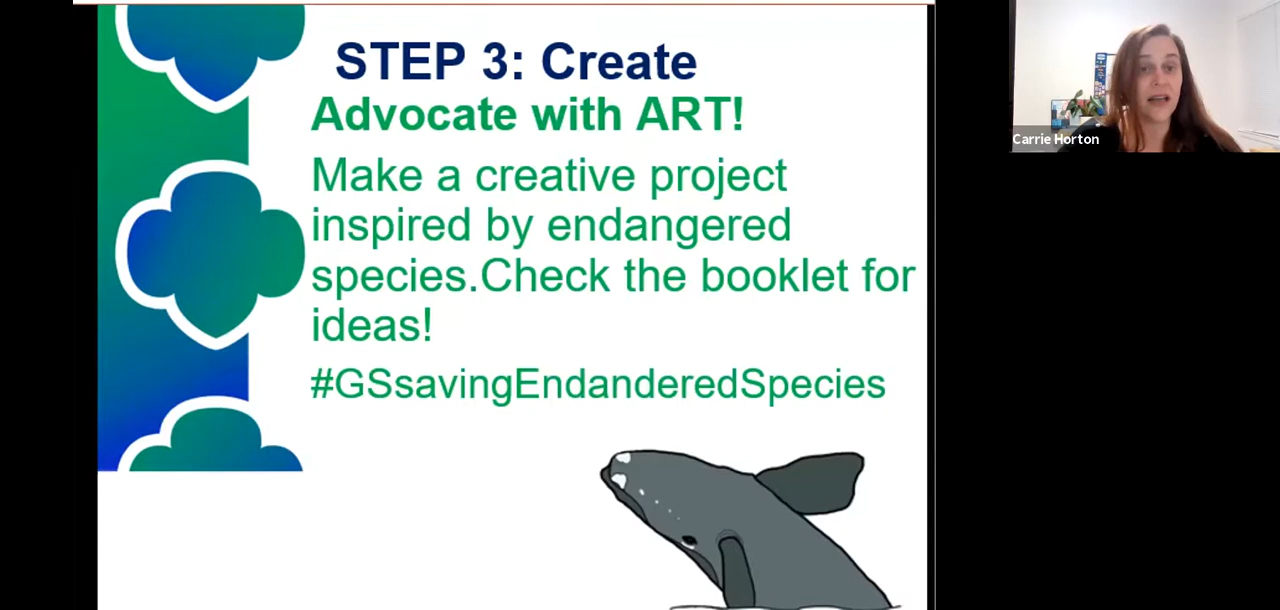 STEP 3: Create
Advocate with ART!
Make a creative project
inspired by endangered
species.Check the booklet for
ideas!
#GSsavingEndanderedSpecies
Carrie Horton